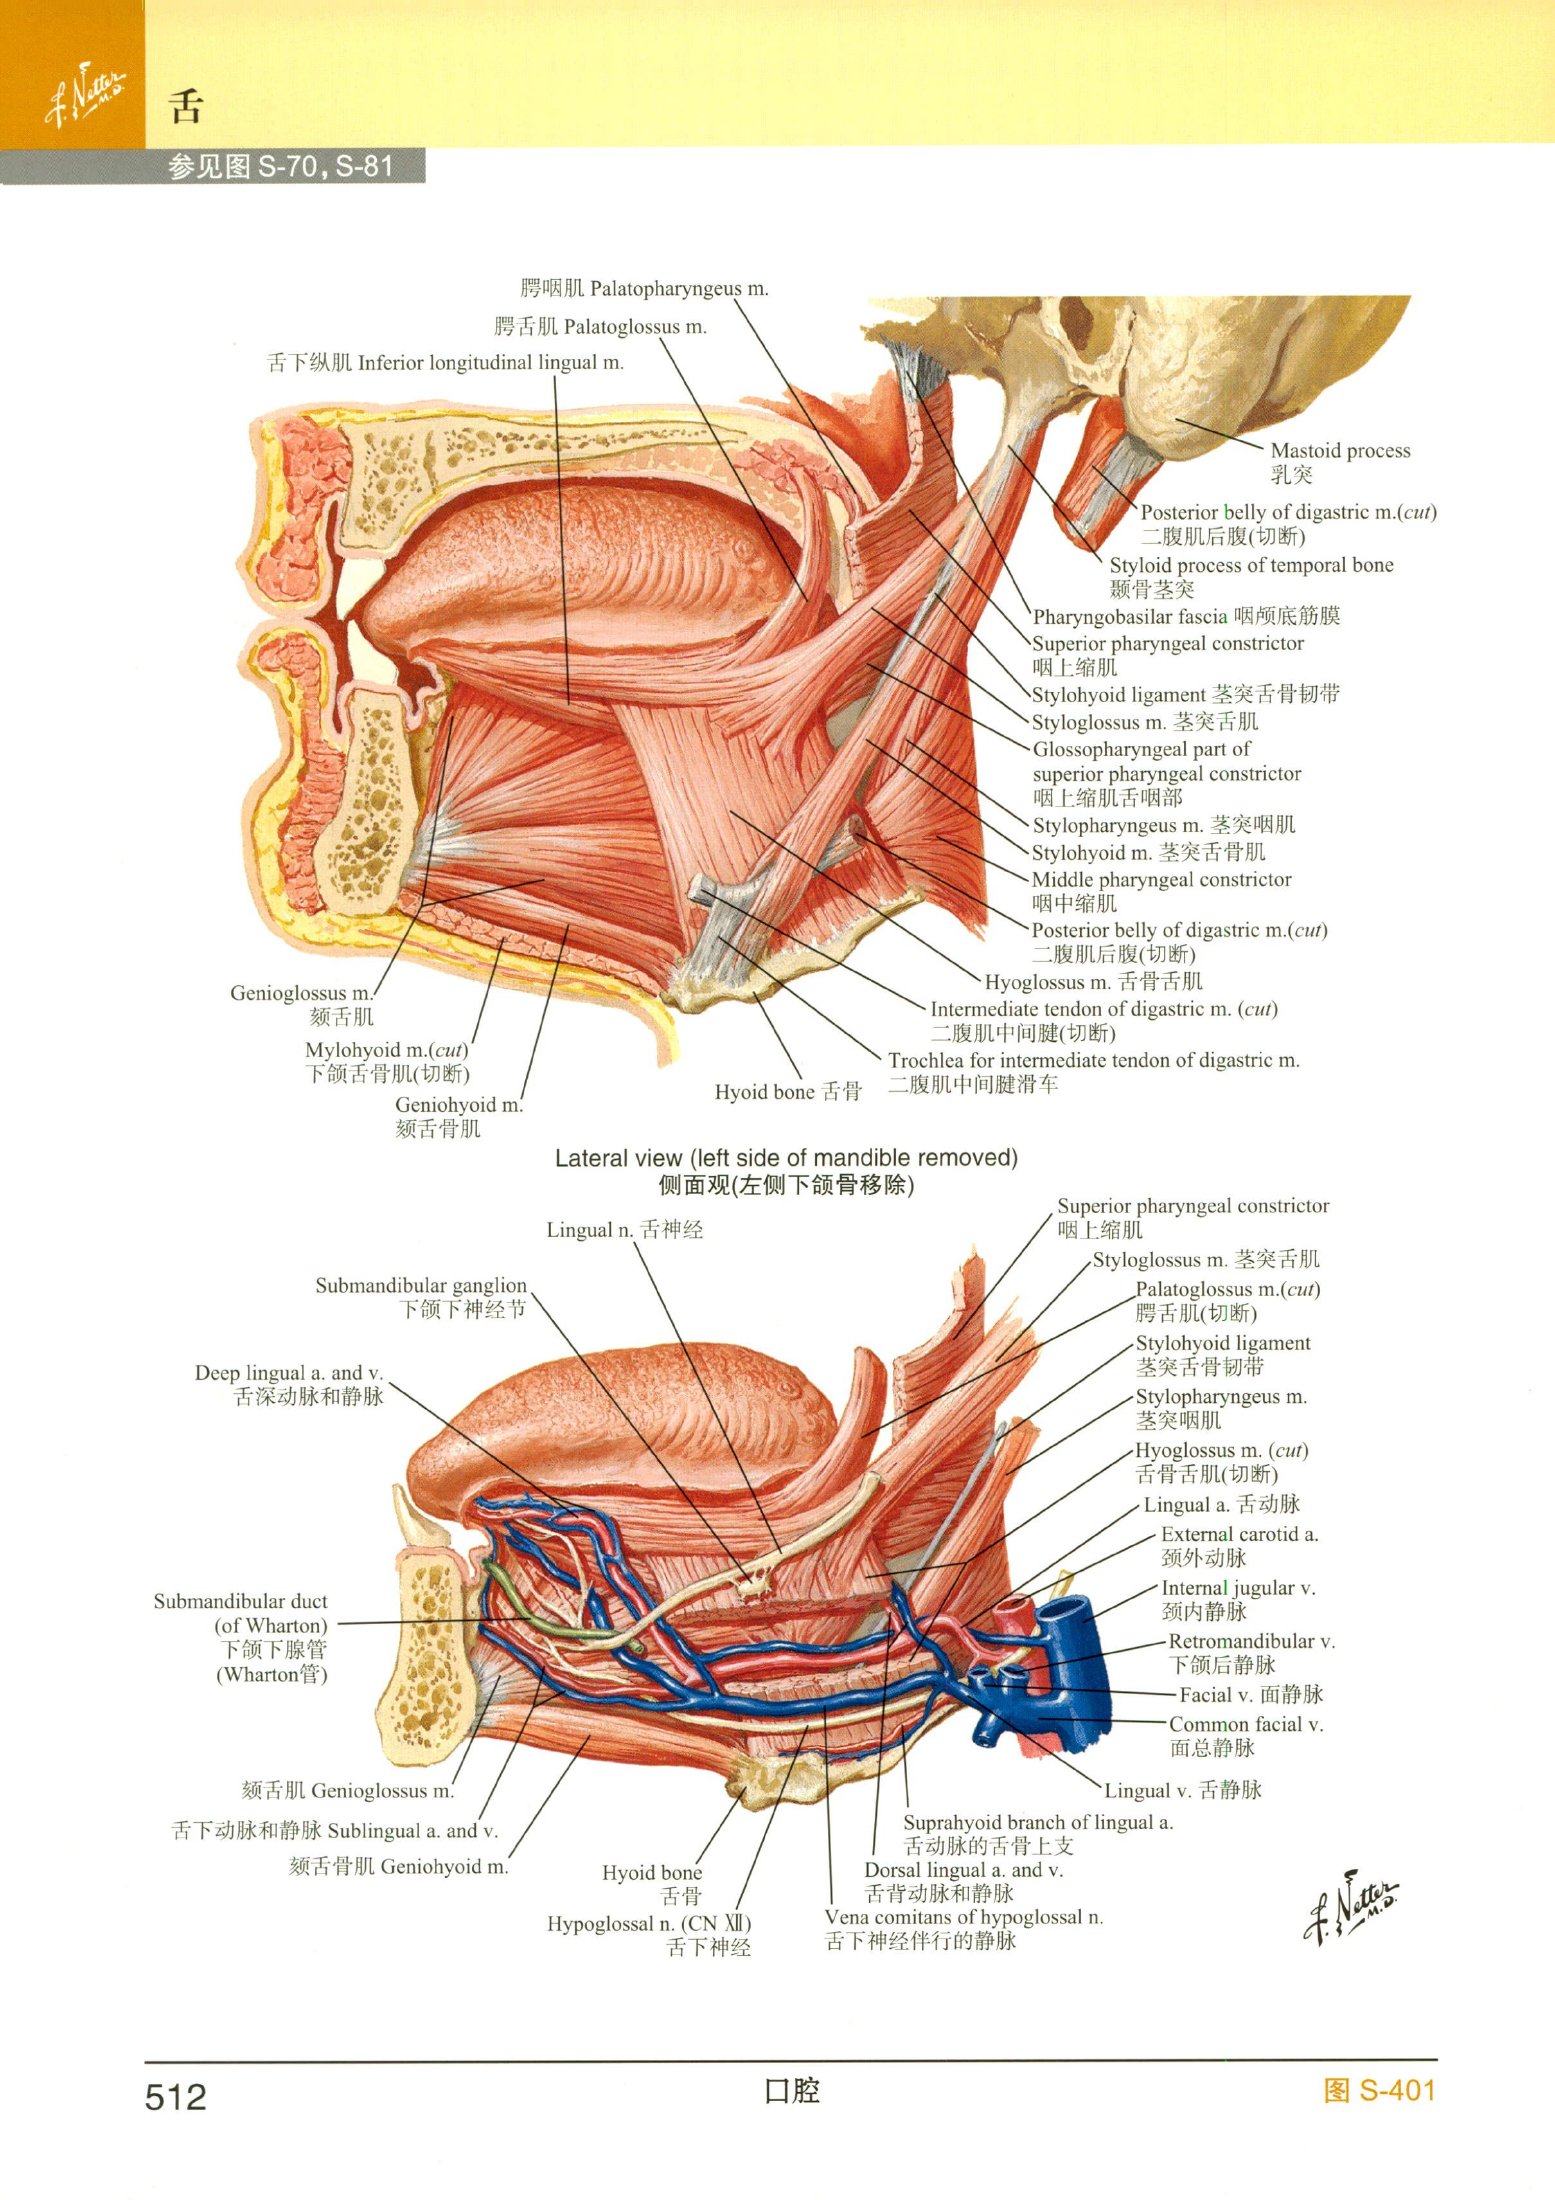 F. Netter M.D.
舌
参见图 S-70, S-81
腭咽肌 Palatopharyngeus m.
腭舌肌 Palatoglossus m.
舌下纵肌 Inferior longitudinal lingual m.
Mastoid process
乳突
Posterior belly of digastric m.(cut)
二腹肌后腹(切断)
Styloid process of temporal bone
颞骨茎突
Pharyngobasilar fascia 咽颅底筋膜
Superior pharyngeal constrictor
咽上缩肌
Stylohyoid ligament 茎突舌骨韧带
Styloglossus m. 茎突舌肌
Glossopharyngeal part of
superior pharyngeal constrictor
咽上缩肌舌咽部
Stylopharyngeus m. 茎突咽肌
Stylohyoid m. 茎突舌骨肌
Middle pharyngeal constrictor
咽中缩肌
Posterior belly of digastric m.(cut)
二腹肌后腹(切断)
Hyoglossus m. 舌骨舌肌
Intermediate tendon of digastric m. (cut)
二腹肌中间腱(切断)
Trochlea for intermediate tendon of digastric m.
二腹肌中间腱滑车
Genioglossus m.
颏舌肌
Mylohyoid m.(cut)
下颌舌骨肌(切断)
Geniohyoid m.
颏舌骨肌
Hyoid bone 舌骨
Lateral view (left side of mandible removed)
侧面观(左侧下颌骨移除)
Lingual n. 舌神经
Submandibular ganglion
下颌下神经节
Deep lingual a. and v.
舌深动脉和静脉
Submandibular duct
(of Wharton)
下颌下腺管
(Wharton管)
颏舌肌 Genioglossus m.
舌下动脉和静脉 Sublingual a. and v.
颏舌骨肌 Geniohyoid m.
Hyoid bone
舌骨
Hypoglossal n. (CN Ⅻ)
舌下神经
Superior pharyngeal constrictor
咽上缩肌
Styloglossus m. 茎突舌肌
Palatoglossus m.(cut)
腭舌肌(切断)
Stylohyoid ligament
茎突舌骨韧带
Stylopharyngeus m.
茎突咽肌
Hyoglossus m. (cut)
舌骨舌肌(切断)
Lingual a. 舌动脉
External carotid a.
颈外动脉
Internal jugular v.
颈内静脉
Retromandibular v.
下颌后静脉
Facial v. 面静脉
Common facial v.
面总静脉
Lingual v. 舌静脉
Suprahyoid branch of lingual a.
舌动脉的舌骨上支
Dorsal lingual a. and v.
舌背动脉和静脉
Vena comitans of hypoglossal n.
舌下神经伴行的静脉
F. Netter M.D.
512
口腔
图 S-401